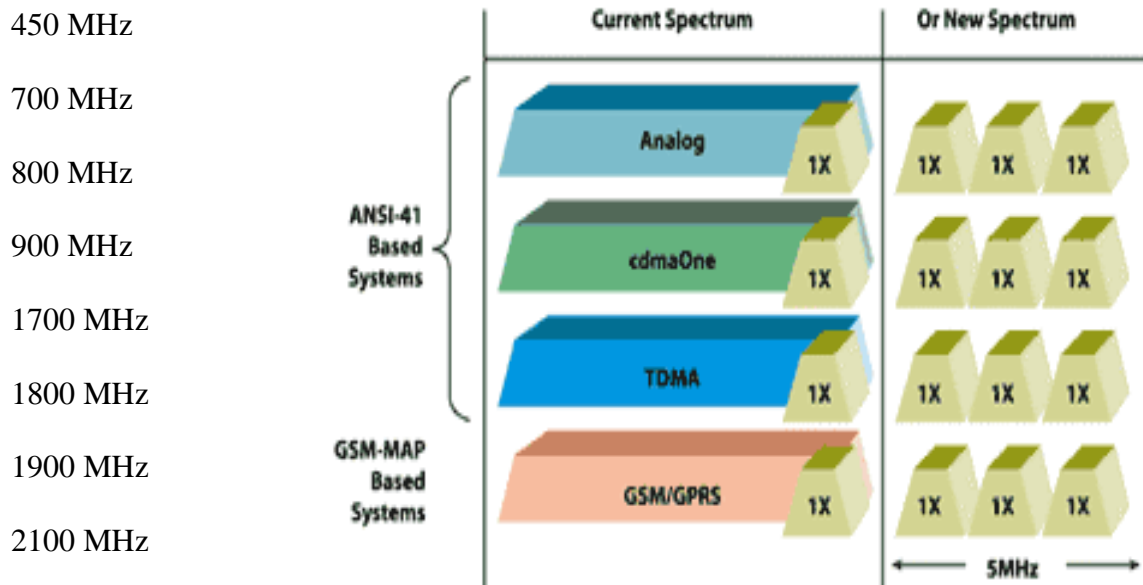 450 MHz
700 MHz
800 MHz
900 MHz
1700 MHz
1800 MHz
1900 MHz
2100 MHz
Current Spectrum
Or New Spectrum
ANSI-41
Based
Systems
Analog
1X
1X 1X 1X
cdmaOne
1X
1X 1X 1X
TDMA
1X
1X 1X 1X
GSM-MAP
Based
Systems
GSM/GPRS
1X
1X 1X 1X
5MHz